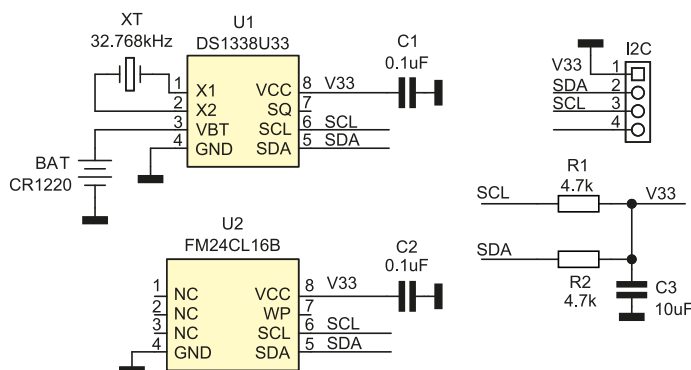 XT
32.768kHz
U1
DS1338U33
1 X1 VCC 8 V33
2 X2 SQ 7
3 VBT SCL 6 SCL
4 GND SDA 5 SDA
C1
0.1uF
BAT
CR1220
I2C
V33 1
SDA 2
SCL 3
4
R1
4.7k
SCL
V33
SDA
R2
4.7k
C3
10uF
U2
FM24CL16B
1 NC VCC 8 V33
2 NC WP 7
3 NC SCL 6 SCL
4 GND SDA 5 SDA
C2
0.1uF